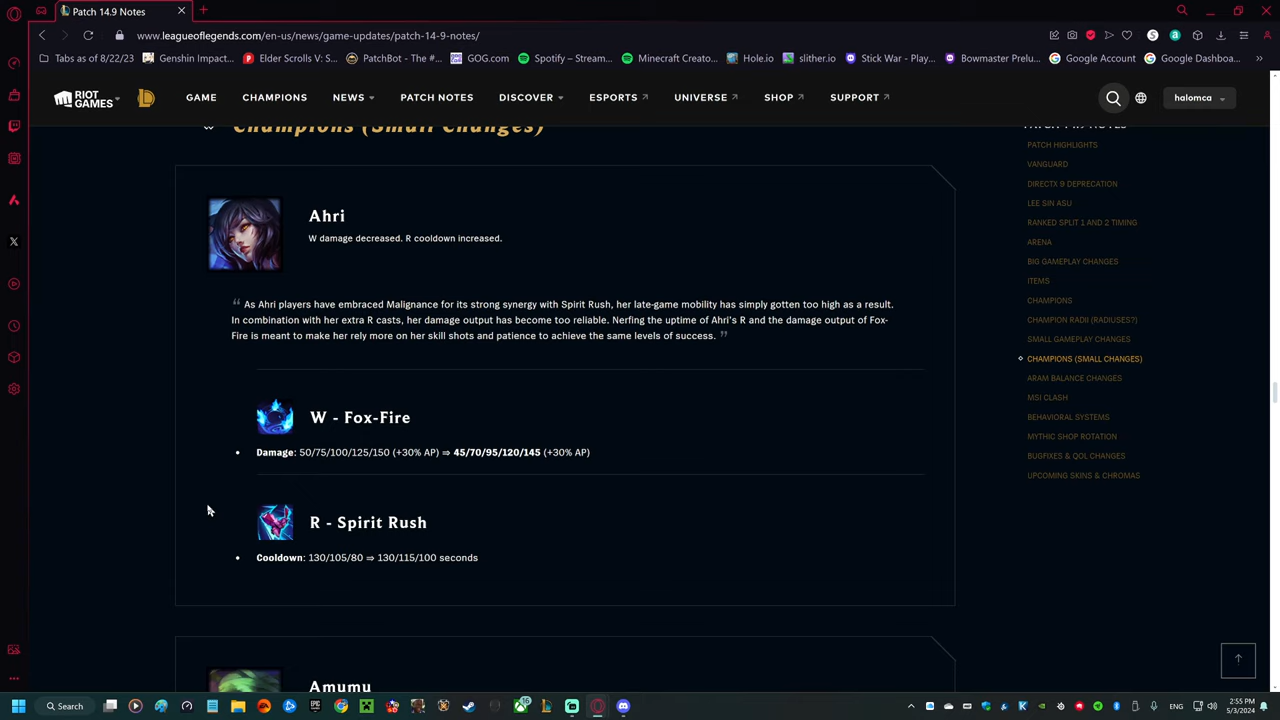 Patch 14.9 Notes
www.leagueoflegends.com/en-us/news/game-updates/patch-14-9-notes/
Tabs as of 8/22/23 Genshin Impact... Elder Scrolls V: S... PatchBot - The #... GOG.com Spotify – Stream... Minecraft Creato... Hole.io slither.io Stick War - Play... Bowmaster Prelu... Google Account Google Dashboa...
RIOT GAMES GAME CHAMPIONS NEWS PATCH NOTES DISCOVER ESPORTS UNIVERSE SHOP SUPPORT halomca
Champions (Small Changes)
Ahri
W damage decreased. R cooldown increased.
“ As Ahri players have embraced Malignance for its strong synergy with Spirit Rush, her late-game mobility has simply gotten too high as a result.
In combination with her extra R casts, her damage output has become too reliable. Nerfing the uptime of Ahri's R and the damage output of Fox-
Fire is meant to make her rely more on her skill shots and patience to achieve the same levels of success. ”
W - Fox-Fire
• Damage: 50/75/100/125/150 (+30% AP) ⇒ 45/70/95/120/145 (+30% AP)
R - Spirit Rush
• Cooldown: 130/105/80 ⇒ 130/115/100 seconds
Amumu
PATCH 14.9 NOTES
PATCH HIGHLIGHTS
VANGUARD
DIRECTX 9 DEPRECATION
LEE SIN ASU
RANKED SPLIT 1 AND 2 TIMING
ARENA
BIG GAMEPLAY CHANGES
ITEMS
CHAMPIONS
CHAMPION RADII (RADIUSES?)
SMALL GAMEPLAY CHANGES
CHAMPIONS (SMALL CHANGES)
ARAM BALANCE CHANGES
MSI CLASH
BEHAVIORAL SYSTEMS
MYTHIC SHOP ROTATION
BUGFIXES & QOL CHANGES
UPCOMING SKINS & CHROMAS
Search
2:55 PM
5/3/2024